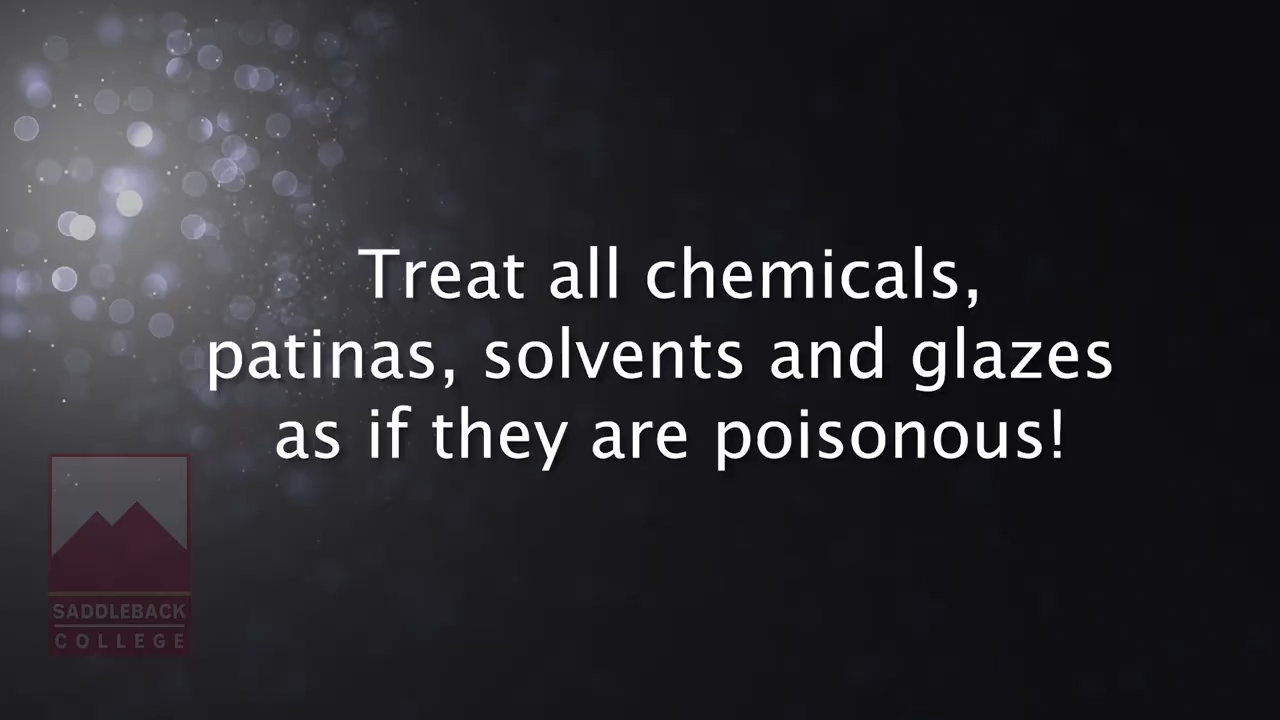 Treat all chemicals,
patinas, solvents and glazes
as if they are poisonous!
SADDLEBACK
COLLEGE